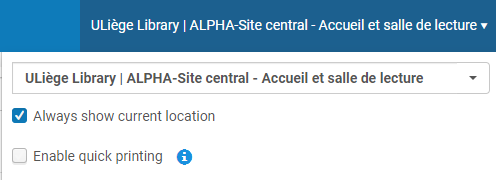 ULiège Library | ALPHA-Site central - Accueil et salle de lecture
ULiège Library | ALPHA-Site central - Accueil et salle de lecture
Always show current location
Enable quick printing